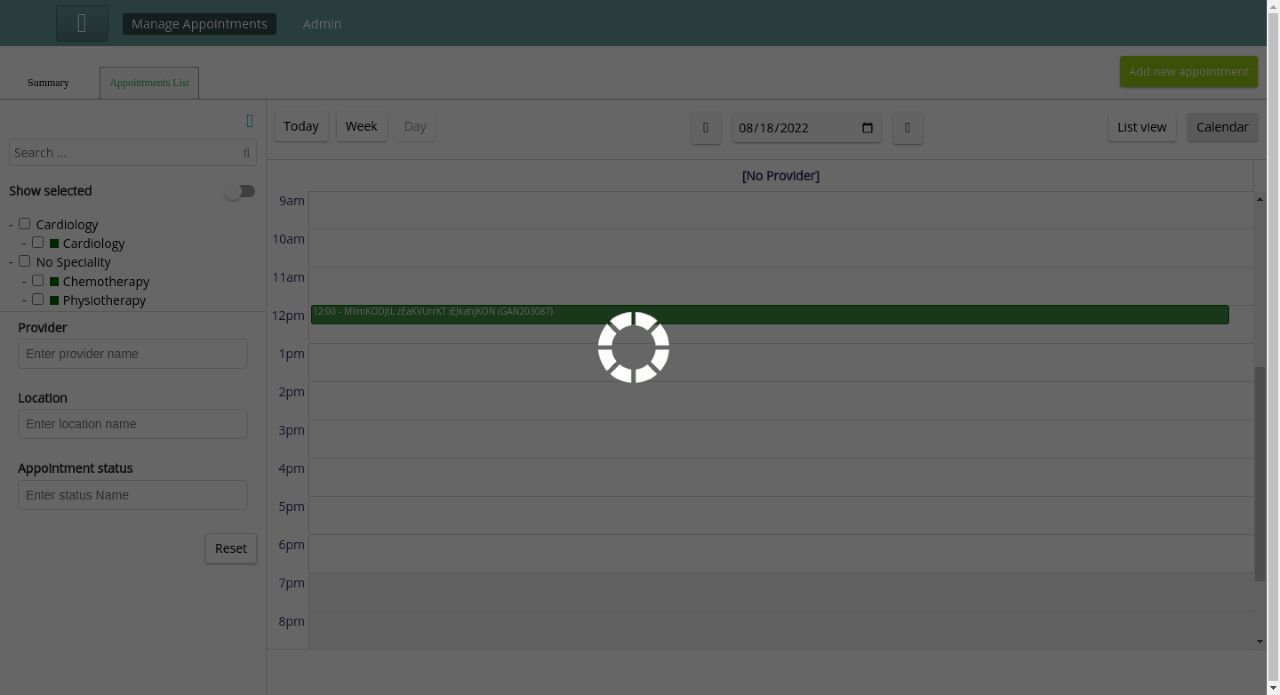 Manage Appointments
Admin
Summary
Appointments List
Add new appointment
Today
Week
Day
08/18/2022
List view
Calendar
Search ...
Show selected
- Cardiology
- Cardiology
- No Speciality
- Chemotherapy
- Physiotherapy
Provider
Enter provider name
Location
Enter location name
Appointment status
Enter status Name
Reset
[No Provider]
9am
10am
11am
12pm
12:00 - MlimKODJtL zEaKVUrrKT iEJkahjKON (GAN203087)
1pm
2pm
3pm
4pm
5pm
6pm
7pm
8pm